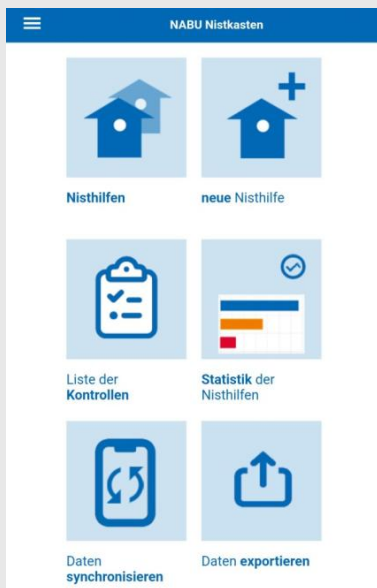 NABU Nistkasten
Nisthilfen
neue Nisthilfe
Liste der
Kontrollen
Statistik der
Nisthilfen
Daten
synchronisieren
Daten exportieren